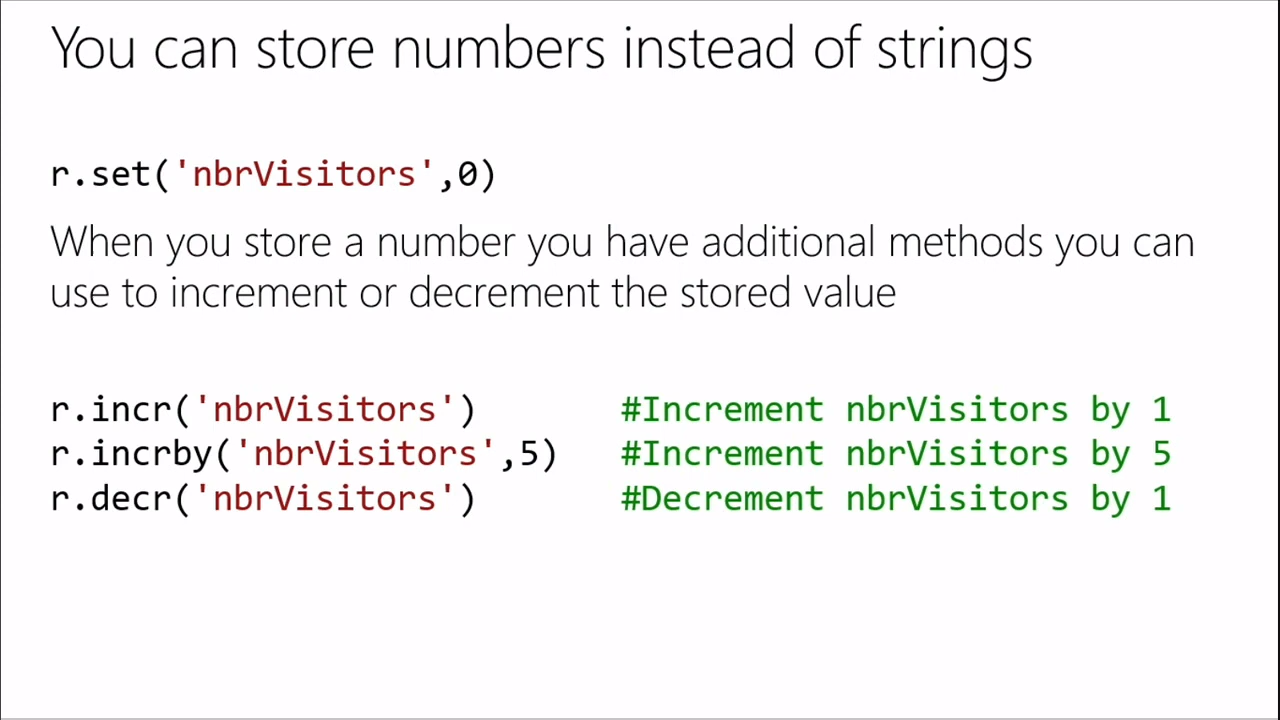 You can store numbers instead of strings
r.set('nbrVisitors',0)
When you store a number you have additional methods you can
use to increment or decrement the stored value
r.incr('nbrVisitors') #Increment nbrVisitors by 1
r.incrby('nbrVisitors',5) #Increment nbrVisitors by 5
r.decr('nbrVisitors') #Decrement nbrVisitors by 1